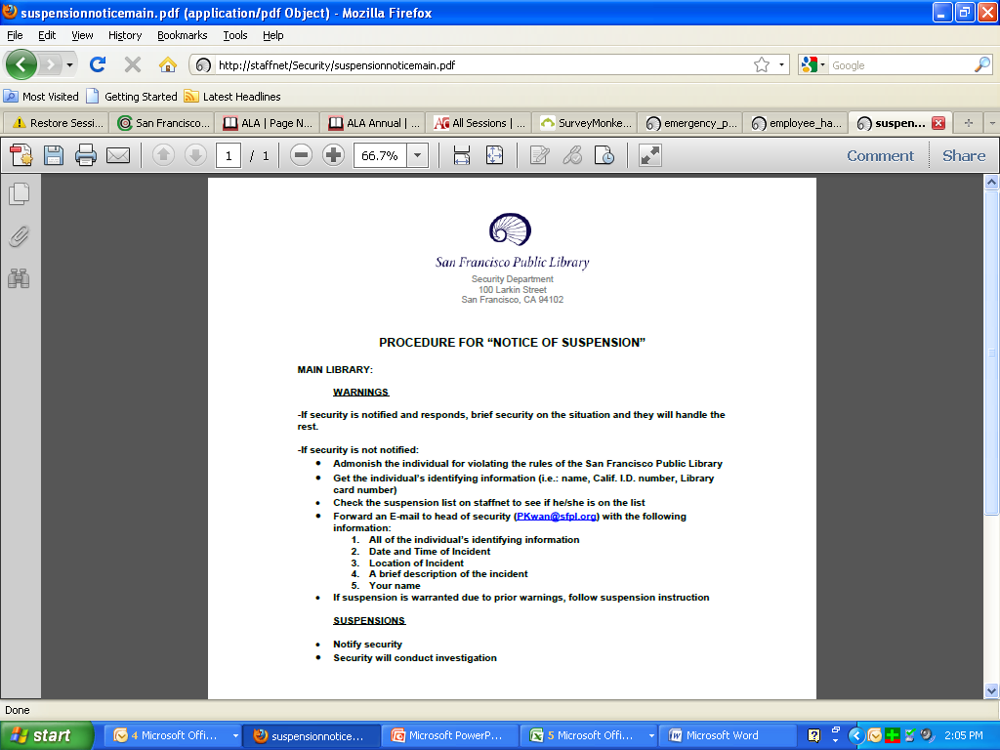 suspensionnoticemain.pdf (application/pdf Object) - Mozilla Firefox
File Edit View History Bookmarks Tools Help
http://staffnet/Security/suspensionnoticemain.pdf Google
Most Visited Getting Started Latest Headlines
Restore Sessi... San Francisco... ALA | Page N... ALA Annual | ... All Sessions | ... SurveyMonke... emergency_p... employee_ha... suspen...
1 / 1 66.7% Comment Share
San Francisco Public Library
Security Department
100 Larkin Street
San Francisco, CA 94102
PROCEDURE FOR “NOTICE OF SUSPENSION”
MAIN LIBRARY:
WARNINGS
-If security is notified and responds, brief security on the situation and they will handle the
rest.
-If security is not notified:
• Admonish the individual for violating the rules of the San Francisco Public Library
• Get the individual’s identifying information (i.e.: name, Calif. I.D. number, Library
card number)
• Check the suspension list on staffnet to see if he/she is on the list
• Forward an E-mail to head of security (PKwan@sfpl.org) with the following
information:
1. All of the individual’s identifying information
2. Date and Time of Incident
3. Location of Incident
4. A brief description of the incident
5. Your name
• If suspension is warranted due to prior warnings, follow suspension instruction
SUSPENSIONS
• Notify security
• Security will conduct investigation
Done
start 4 Microsoft Offi... suspensionnotice... Microsoft PowerP... 5 Microsoft Offi... Microsoft Word 2:05 PM